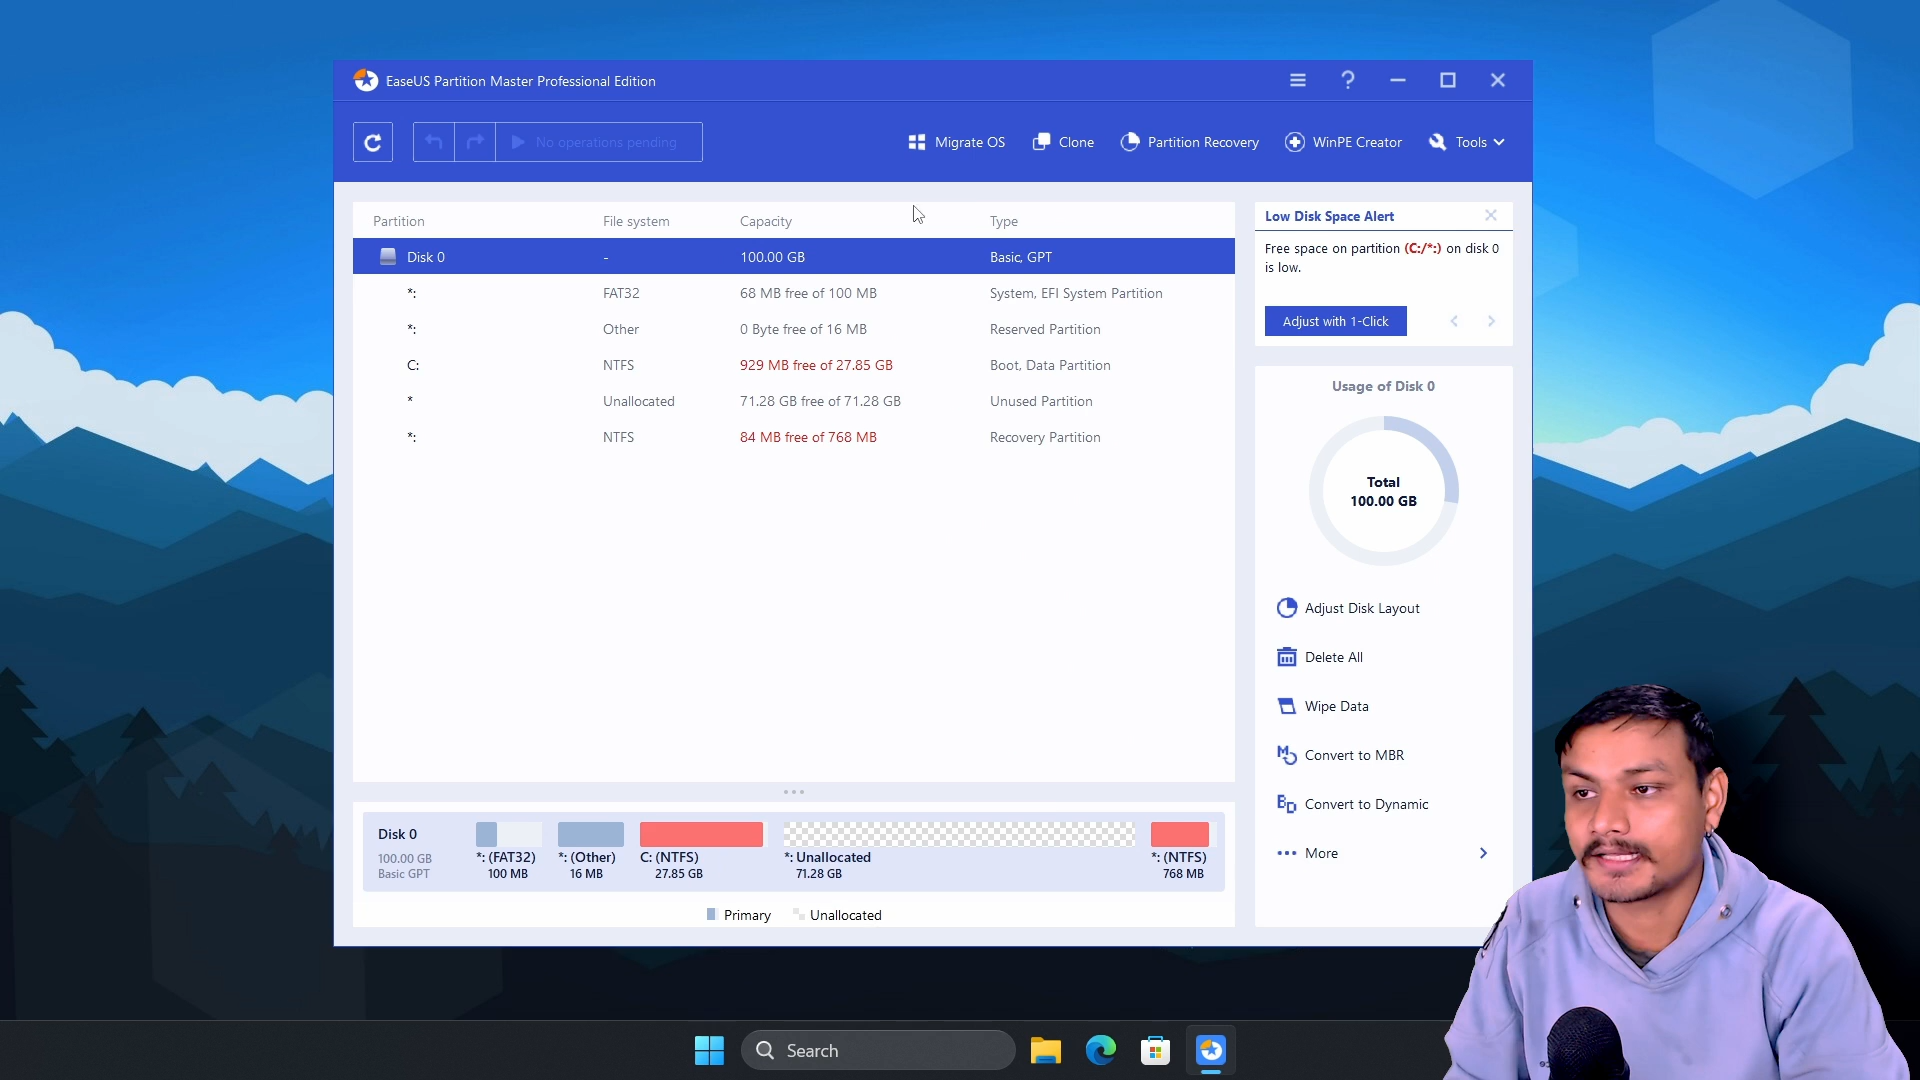 EaseUS Partition Master Professional Edition
No operations pending
Migrate OS
Clone
Partition Recovery
WinPE Creator
Tools
Partition File system Capacity Type
Disk 0 - 100.00 GB Basic, GPT
*: FAT32 68 MB free of 100 MB System, EFI System Partition
*: Other 0 Byte free of 16 MB Reserved Partition
C: NTFS 929 MB free of 27.85 GB Boot, Data Partition
* Unallocated 71.28 GB free of 71.28 GB Unused Partition
*: NTFS 84 MB free of 768 MB Recovery Partition
Low Disk Space Alert
Free space on partition (C:/*:) on disk 0
is low.
Adjust with 1-Click
Usage of Disk 0
Total
100.00 GB
Adjust Disk Layout
Delete All
Wipe Data
Convert to MBR
Convert to Dynamic
More
Disk 0
100.00 GB
Basic GPT
*: (FAT32)
100 MB
*: (Other)
16 MB
C: (NTFS)
27.85 GB
*: Unallocated
71.28 GB
*: (NTFS)
768 MB
Primary
Unallocated
Search